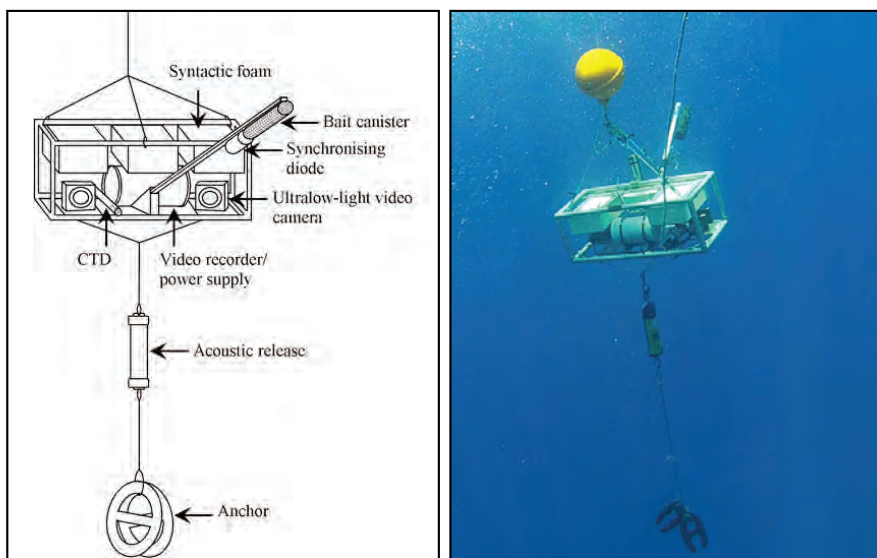 Syntactic foam
Bait canister
Synchronising
diode
Ultralow-light video
camera
CTD
Video recorder/
power supply
Acoustic release
Anchor